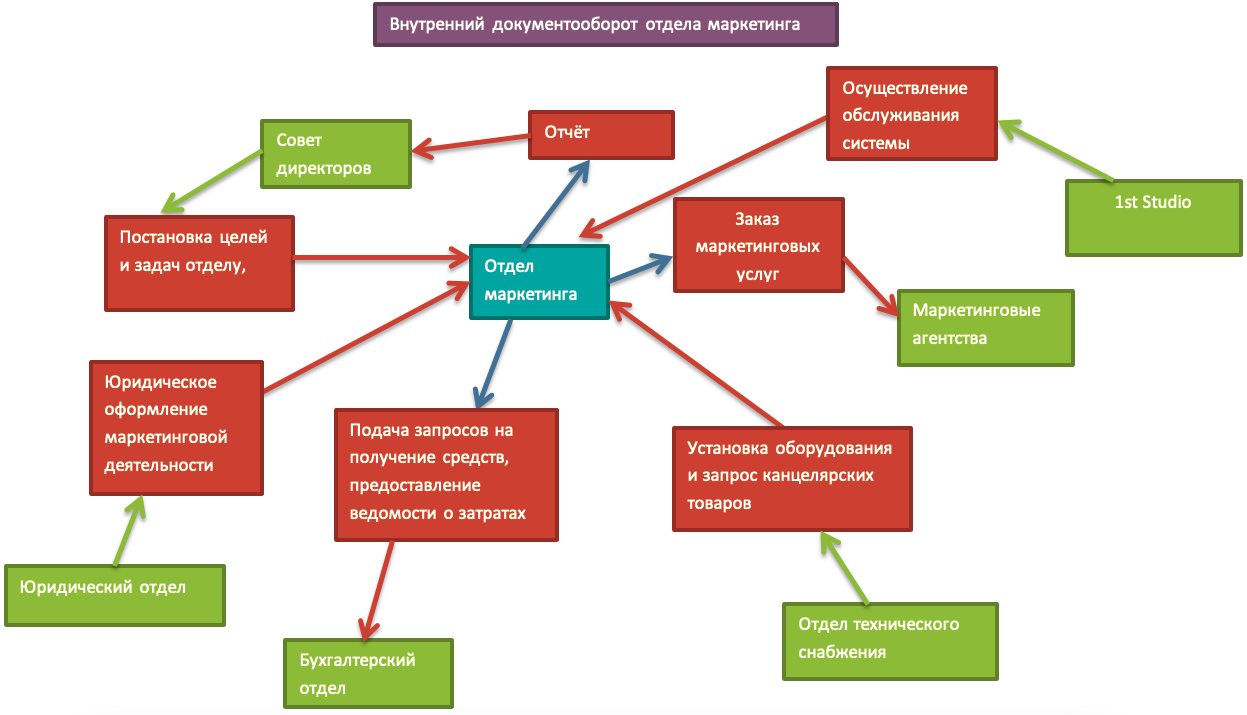 Внутренний документооборот отдела маркетинга
Осуществление
обслуживания
системы
Отчёт
Совет
директоров
1st Studio
Постановка целей
и задач отделу,
Заказ
маркетинговых
услуг
Отдел
маркетинга
Маркетинговые
агентства
Юридическое
оформление
маркетинговой
деятельности
Подача запросов на
получение средств,
предоставление
ведомости о затратах
Установка оборудования
и запрос канцелярских
товаров
Юридический отдел
Отдел технического
снабжения
Бухгалтерский
отдел